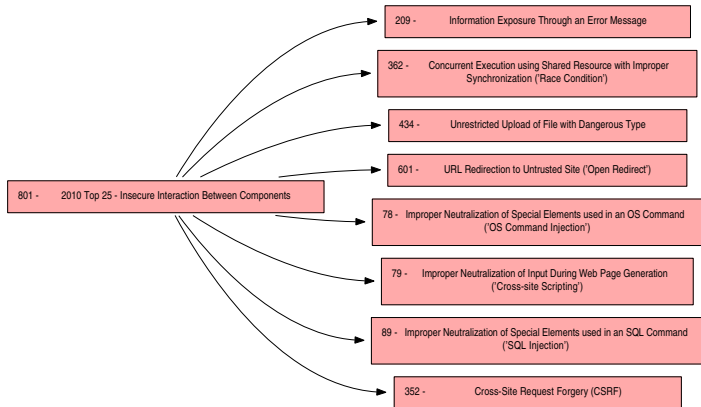 209 - Information Exposure Through an Error Message
362 - Concurrent Execution using Shared Resource with Improper
Synchronization ('Race Condition')
434 - Unrestricted Upload of File with Dangerous Type
601 - URL Redirection to Untrusted Site ('Open Redirect')
801 - 2010 Top 25 - Insecure Interaction Between Components
78 - Improper Neutralization of Special Elements used in an OS Command
('OS Command Injection')
79 - Improper Neutralization of Input During Web Page Generation
('Cross-site Scripting')
89 - Improper Neutralization of Special Elements used in an SQL Command
('SQL Injection')
352 - Cross-Site Request Forgery (CSRF)